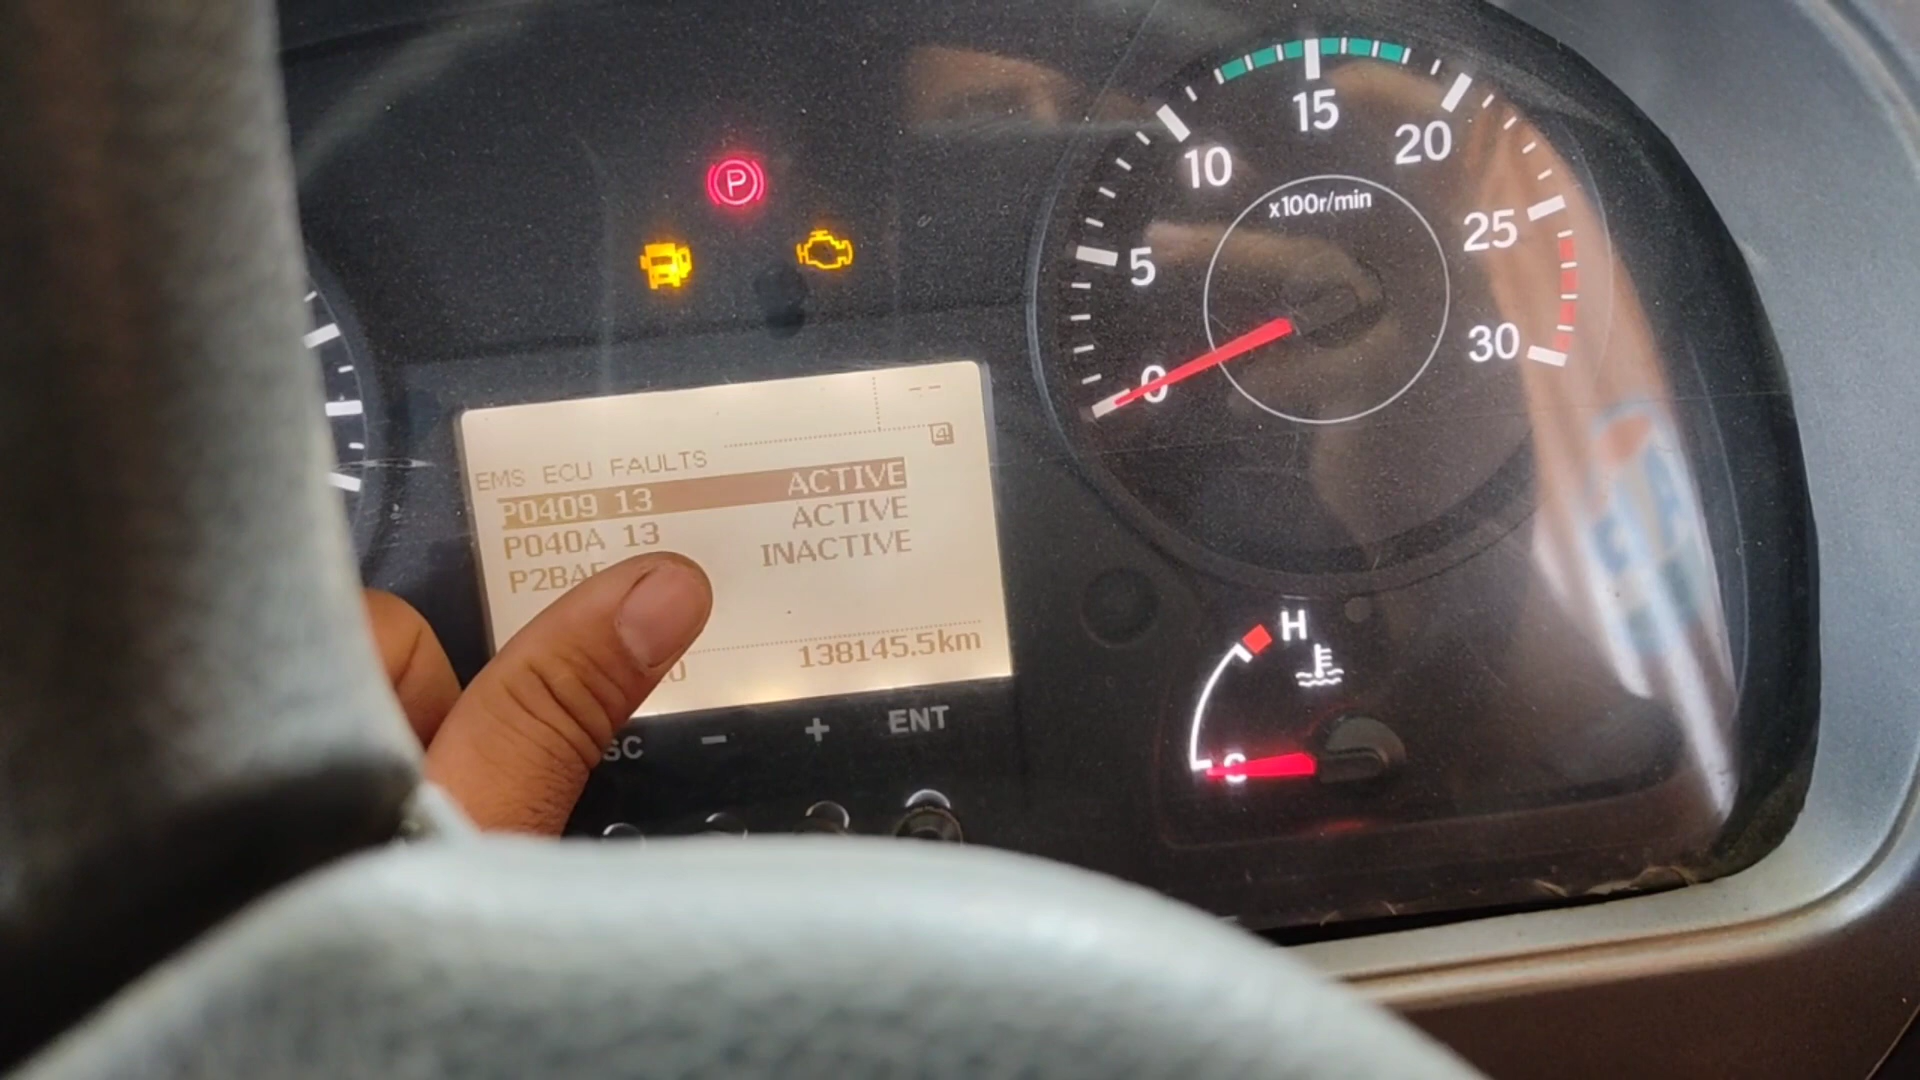 P
x100r/min
0
5
10
15
20
25
30
EMS ECU FAULTS
P0409 13 ACTIVE
P040A 13 ACTIVE
INACTIVE
138145.5km
- + ENT
H
C